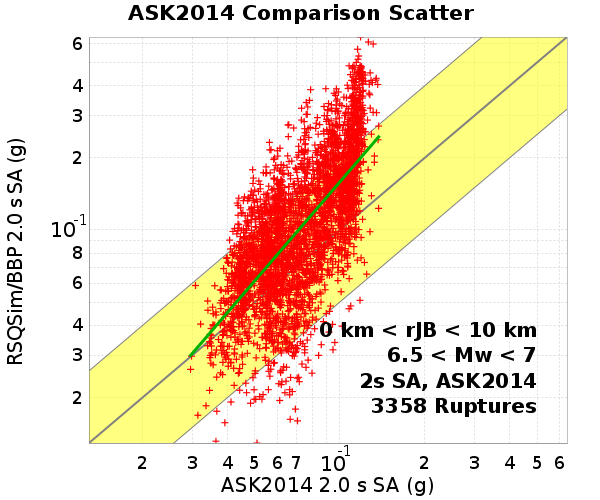 ASK2014 Comparison Scatter
RSQSim/BBP 2.0 s SA (g)
6
4
3
2
10-1
8
6
4
3
2
0 km < rJB < 10 km
6.5 < Mw < 7
2s SA, ASK2014
3358 Ruptures
2 3 4 5 6 7 10-1 2 3 4 5 6
ASK2014 2.0 s SA (g)